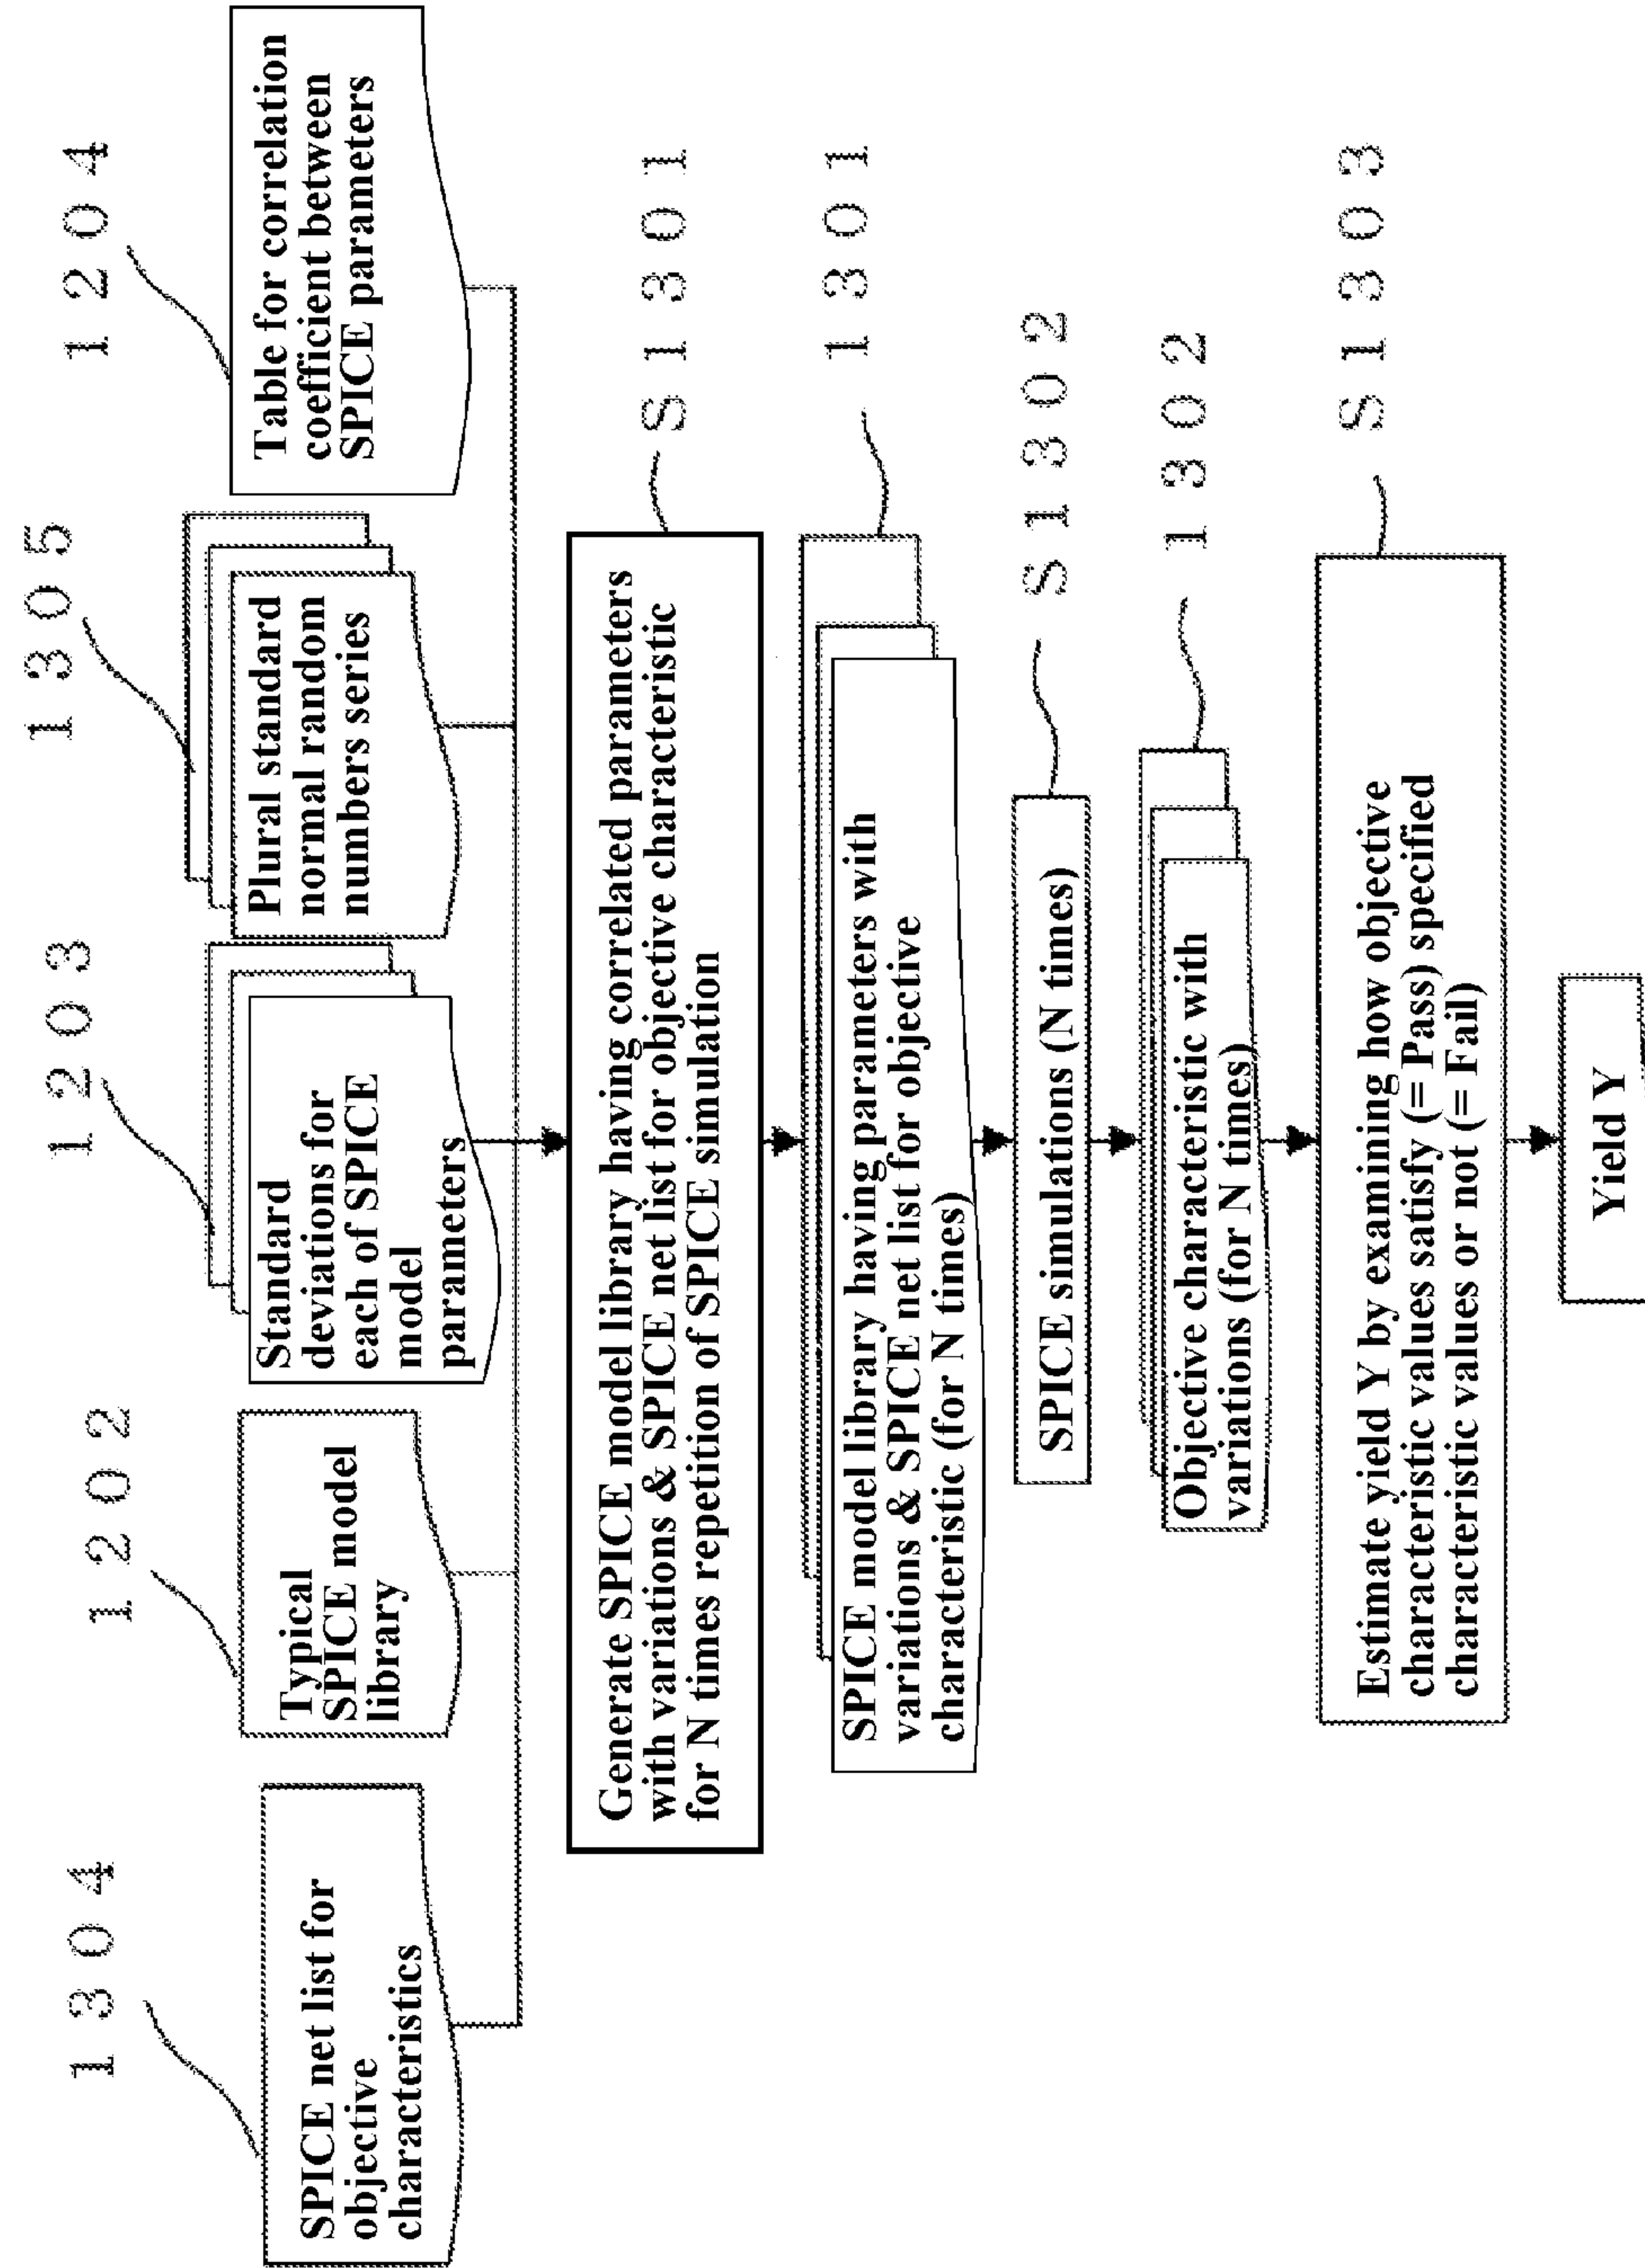 1304
1202
1203
1305
1204
SPICE net list for
objective
characteristics
Typical
SPICE model
library
Standard
deviations for
each of SPICE
model
parameters
Plural standard
normal random
numbers series
Table for correlation
coefficient between
SPICE parameters
Generate SPICE model library having correlated parameters
with variations & SPICE net list for objective characteristic
for N times repetition of SPICE simulation
S1301
SPICE model library having parameters with
variations & SPICE net list for objective
characteristic (for N times)
1301
SPICE simulations (N times)
S1302
Objective characteristic with
variations (for N times)
1302
Estimate yield Y by examining how objective
characteristic values satisfy (= Pass) specified
characteristic values or not (= Fail)
S1303
Yield Y